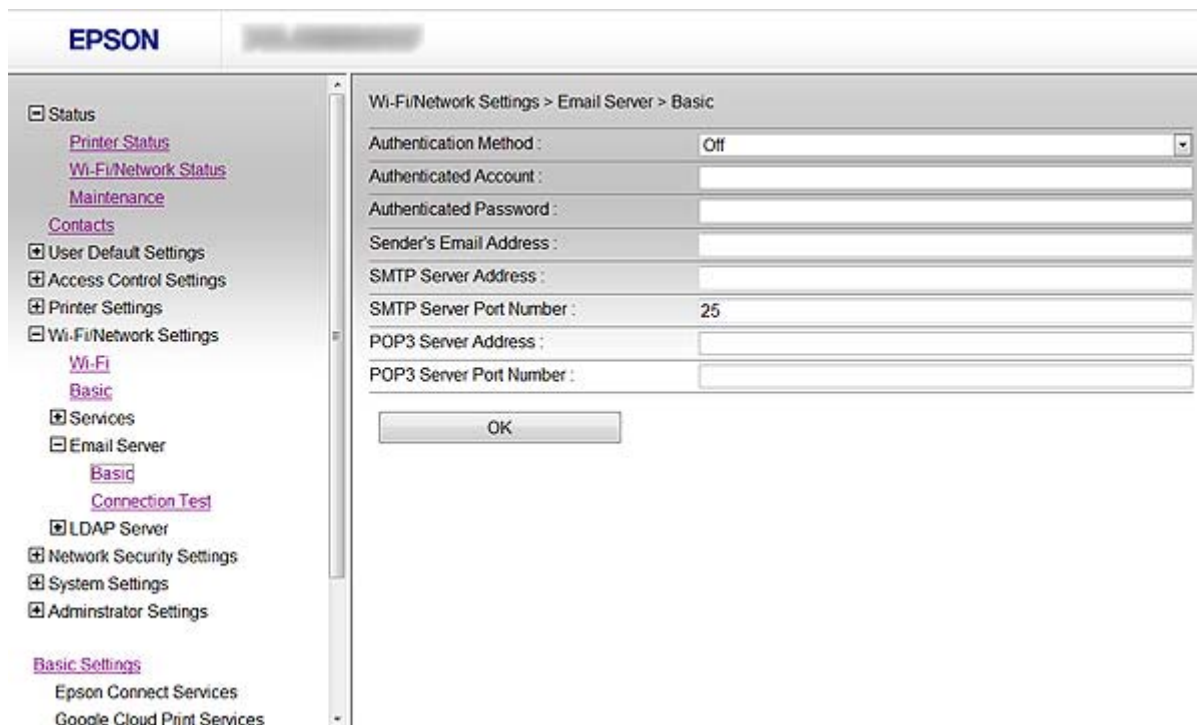 EPSON
Status
Printer Status
Wi-Fi/Network Status
Maintenance
Contacts
User Default Settings
Access Control Settings
Printer Settings
Wi-Fi/Network Settings
Wi-Fi
Basic
Services
Email Server
Basic
Connection Test
LDAP Server
Network Security Settings
System Settings
Adminstrator Settings
Basic Settings
Epson Connect Services
Google Cloud Print Services
Wi-Fi/Network Settings > Email Server > Basic
Authentication Method : Off
Authenticated Account :
Authenticated Password :
Sender's Email Address :
SMTP Server Address :
SMTP Server Port Number : 25
POP3 Server Address :
POP3 Server Port Number :
OK